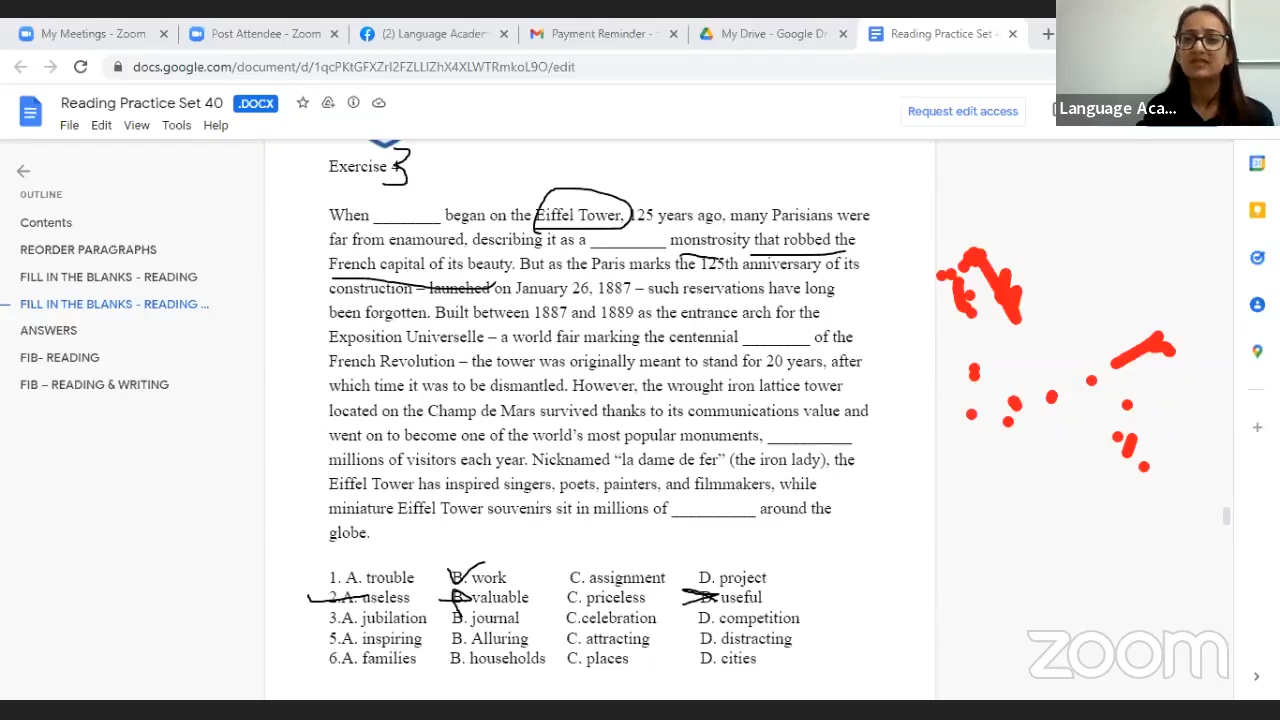 My Meetings - Zoom
Post Attendee - Zoom
(2) Language Academ
Payment Reminder -
My Drive - Google D
Reading Practice Set
docs.google.com/document/d/1qcPKtGFXZrI2FZLLlZhX4XLWTRmkoL9O/edit
Reading Practice Set 40 .DOCX
Request edit access
Language Aca...
File Edit View Tools Help
OUTLINE
Contents
REORDER PARAGRAPHS
FILL IN THE BLANKS - READING
FILL IN THE BLANKS - READING ...
ANSWERS
FIB- READING
FIB – READING & WRITING
Exercise 3
When ________ began on the Eiffel Tower, 125 years ago, many Parisians were
far from enamoured, describing it as a _________ monstrosity that robbed the
French capital of its beauty. But as the Paris marks the 125th anniversary of its
construction – launched on January 26, 1887 – such reservations have long
been forgotten. Built between 1887 and 1889 as the entrance arch for the
Exposition Universelle – a world fair marking the centennial ________ of the
French Revolution – the tower was originally meant to stand for 20 years, after
which time it was to be dismantled. However, the wrought iron lattice tower
located on the Champ de Mars survived thanks to its communications value and
went on to become one of the world’s most popular monuments, __________
millions of visitors each year. Nicknamed “la dame de fer” (the iron lady), the
Eiffel Tower has inspired singers, poets, painters, and filmmakers, while
miniature Eiffel Tower souvenirs sit in millions of __________ around the
globe.
1. A. trouble B. work C. assignment D. project
2.A. useless B. valuable C. priceless D. useful
3.A. jubilation B. journal C.celebration D. competition
5.A. inspiring B. Alluring C. attracting D. distracting
6.A. families B. households C. places D. cities
zoom